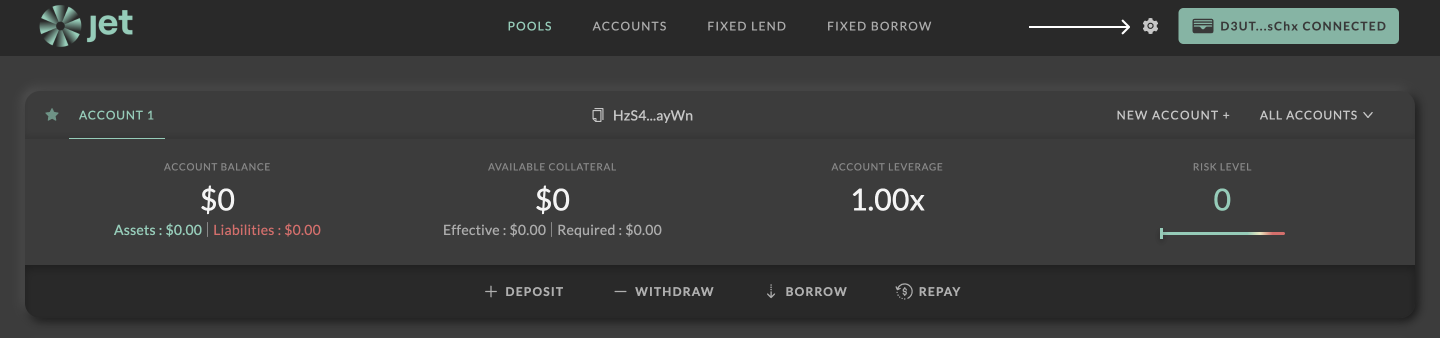 jet
POOLS ACCOUNTS FIXED LEND FIXED BORROW D3UT...sChx CONNECTED
ACCOUNT 1 HzS4...ayWn NEW ACCOUNT + ALL ACCOUNTS
ACCOUNT BALANCE AVAILABLE COLLATERAL ACCOUNT LEVERAGE RISK LEVEL
$0 $0 1.00x 0
Assets : $0.00 | Liabilities : $0.00 Effective : $0.00 | Required : $0.00
DEPOSIT WITHDRAW BORROW REPAY